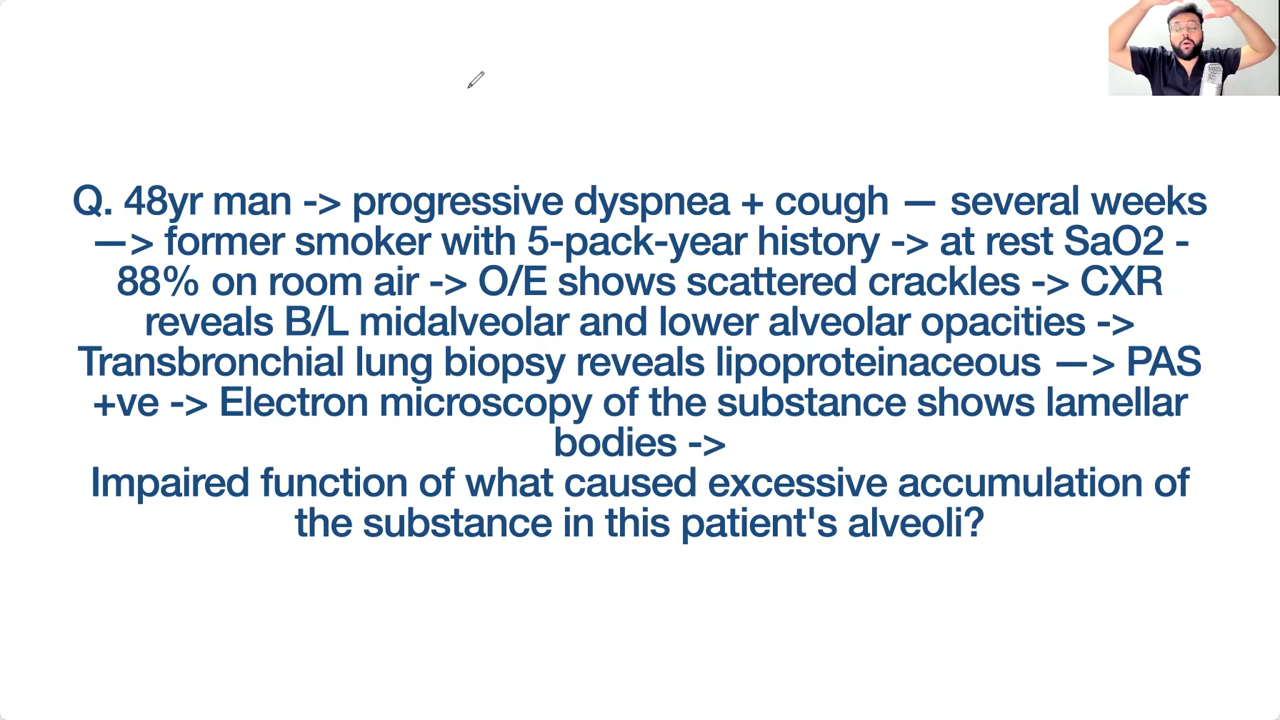 Q. 48yr man -> progressive dyspnea + cough — several weeks
—> former smoker with 5-pack-year history -> at rest SaO2 -
88% on room air -> O/E shows scattered crackles -> CXR
reveals B/L midalveolar and lower alveolar opacities ->
Transbronchial lung biopsy reveals lipoproteinaceous —> PAS
+ve -> Electron microscopy of the substance shows lamellar
bodies ->
Impaired function of what caused excessive accumulation of
the substance in this patient's alveoli?